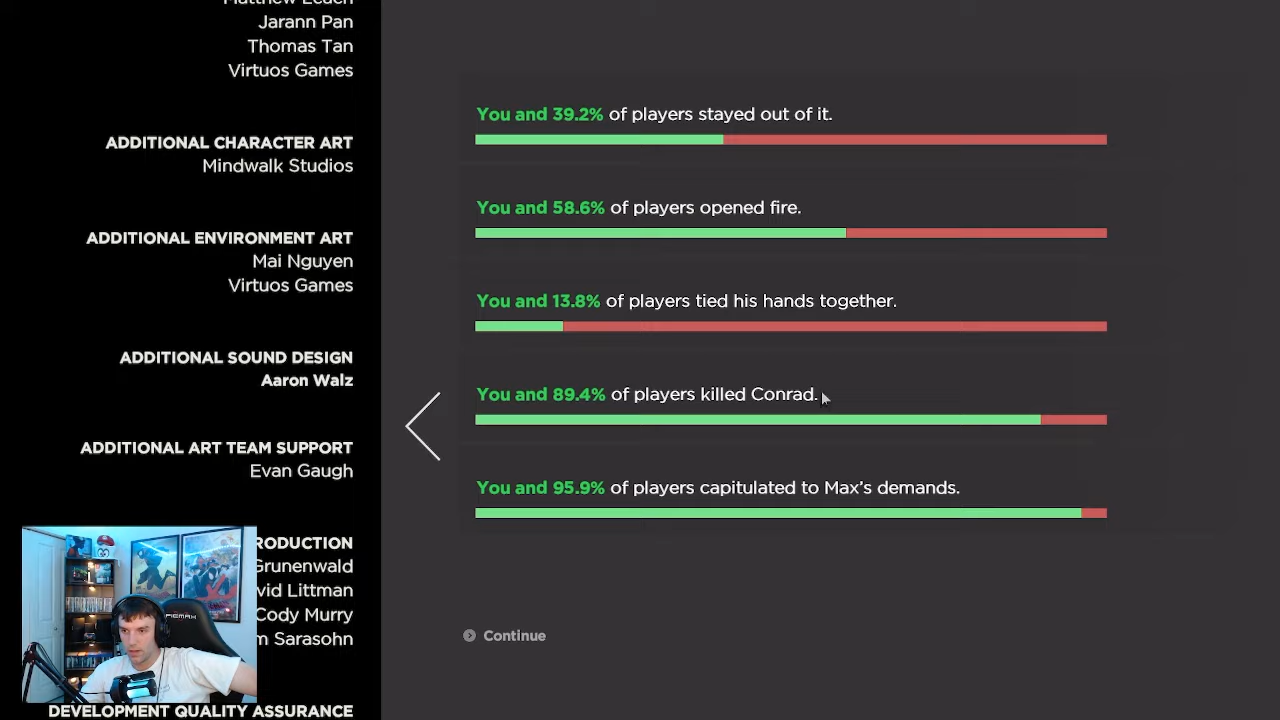 Jarann Pan
Thomas Tan
Virtuos Games
ADDITIONAL CHARACTER ART
Mindwalk Studios
ADDITIONAL ENVIRONMENT ART
Mai Nguyen
Virtuos Games
ADDITIONAL SOUND DESIGN
Aaron Walz
ADDITIONAL ART TEAM SUPPORT
Evan Gaugh
RODUCTION
Grunenwald
vid Littman
Cody Murry
m Sarasohn
DEVELOPMENT QUALITY ASSURANCE
You and 39.2% of players stayed out of it.
You and 58.6% of players opened fire.
You and 13.8% of players tied his hands together.
You and 89.4% of players killed Conrad.
You and 95.9% of players capitulated to Max's demands.
Continue